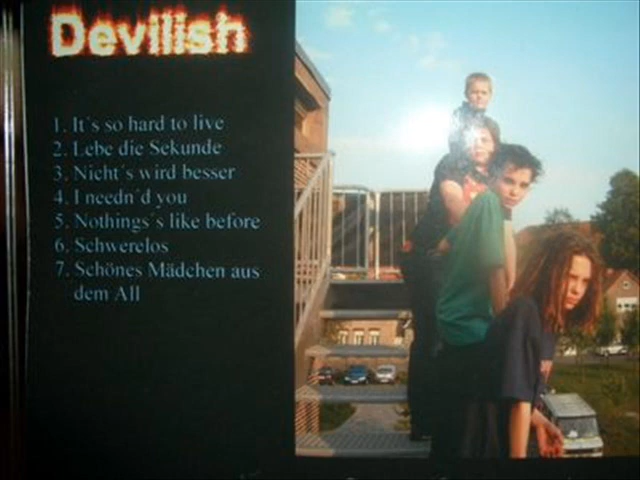 Devilish
1. It´s so hard to live
2. Lebe die Sekunde
3. Nicht´s wird besser
4. I needn´d you
5. Nothings´s like before
6. Schwerelos
7. Schönes Mädchen aus
dem All